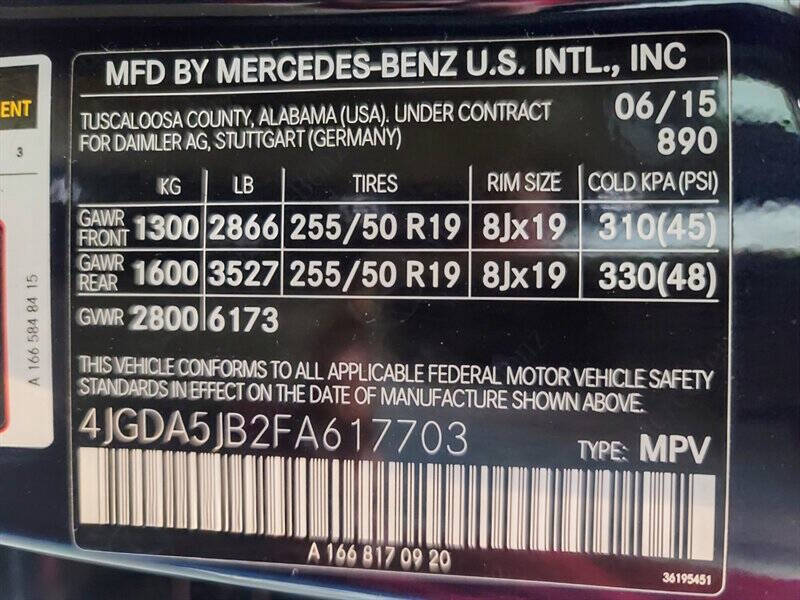 MFD BY MERCEDES-BENZ U.S. INTL., INC
TUSCALOOSA COUNTY, ALABAMA (USA). UNDER CONTRACT
FOR DAIMLER AG, STUTTGART (GERMANY)
06/15
890
KG LB TIRES RIM SIZE COLD KPA (PSI)
GAWR FRONT 1300 2866 255/50 R19 8Jx19 310(45)
GAWR REAR 1600 3527 255/50 R19 8Jx19 330(48)
GVWR 2800 6173
THIS VEHICLE CONFORMS TO ALL APPLICABLE FEDERAL MOTOR VEHICLE SAFETY
STANDARDS IN EFFECT ON THE DATE OF MANUFACTURE SHOWN ABOVE.
4JGDA5JB2FA617703
TYPE: MPV
A 166 817 09 20
36195451
ENT
3
A 166 584 84 15